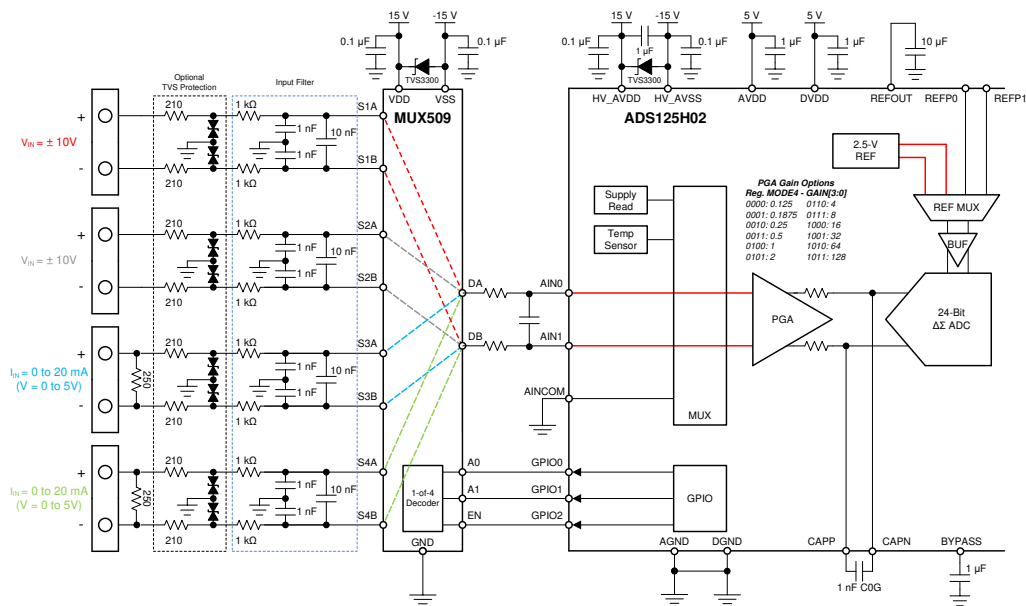 15 V
-15 V
0.1 µF
0.1 µF
TVS3300
VDD
VSS
MUX509
15 V
-15 V
5 V
5 V
0.1 µF
1 µF
0.1 µF
1 µF
1 µF
10 µF
TVS3300
HV_AVDD
HV_AVSS
AVDD
DVDD
REFOUT
REFP0
REFP1
ADS125H02
Optional
TVS Protection
Input Filter
+
210
1 kΩ
1 nF
10 nF
1 nF
S1A
VIN = ± 10V
-
210
1 kΩ
S1B
+
210
1 kΩ
1 nF
10 nF
1 nF
S2A
VIN = ± 10V
-
210
1 kΩ
S2B
+
210
1 kΩ
1 nF
10 nF
1 nF
S3A
IIN = 0 to 20 mA
(V = 0 to 5V)
250
-
210
1 kΩ
S3B
+
210
1 kΩ
1 nF
10 nF
1 nF
S4A
IIN = 0 to 20 mA
(V = 0 to 5V)
250
-
210
1 kΩ
S4B
DA
DB
1-of-4
Decoder
A0
A1
EN
GND
AIN0
AIN1
AINCOM
GPIO0
GPIO1
GPIO2
Supply
Read
Temp
Sensor
MUX
GPIO
PGA Gain Options
Reg. MODE4 - GAIN[3:0]
0000: 0.125 0110: 4
0001: 0.1875 0111: 8
0010: 0.25 1000: 16
0011: 0.5 1001: 32
0100: 1 1010: 64
0101: 2 1011: 128
2.5-V
REF
REF MUX
BUF
PGA
24-Bit
ΔΣ ADC
AGND
DGND
CAPP
CAPN
BYPASS
1 nF C0G
1 µF